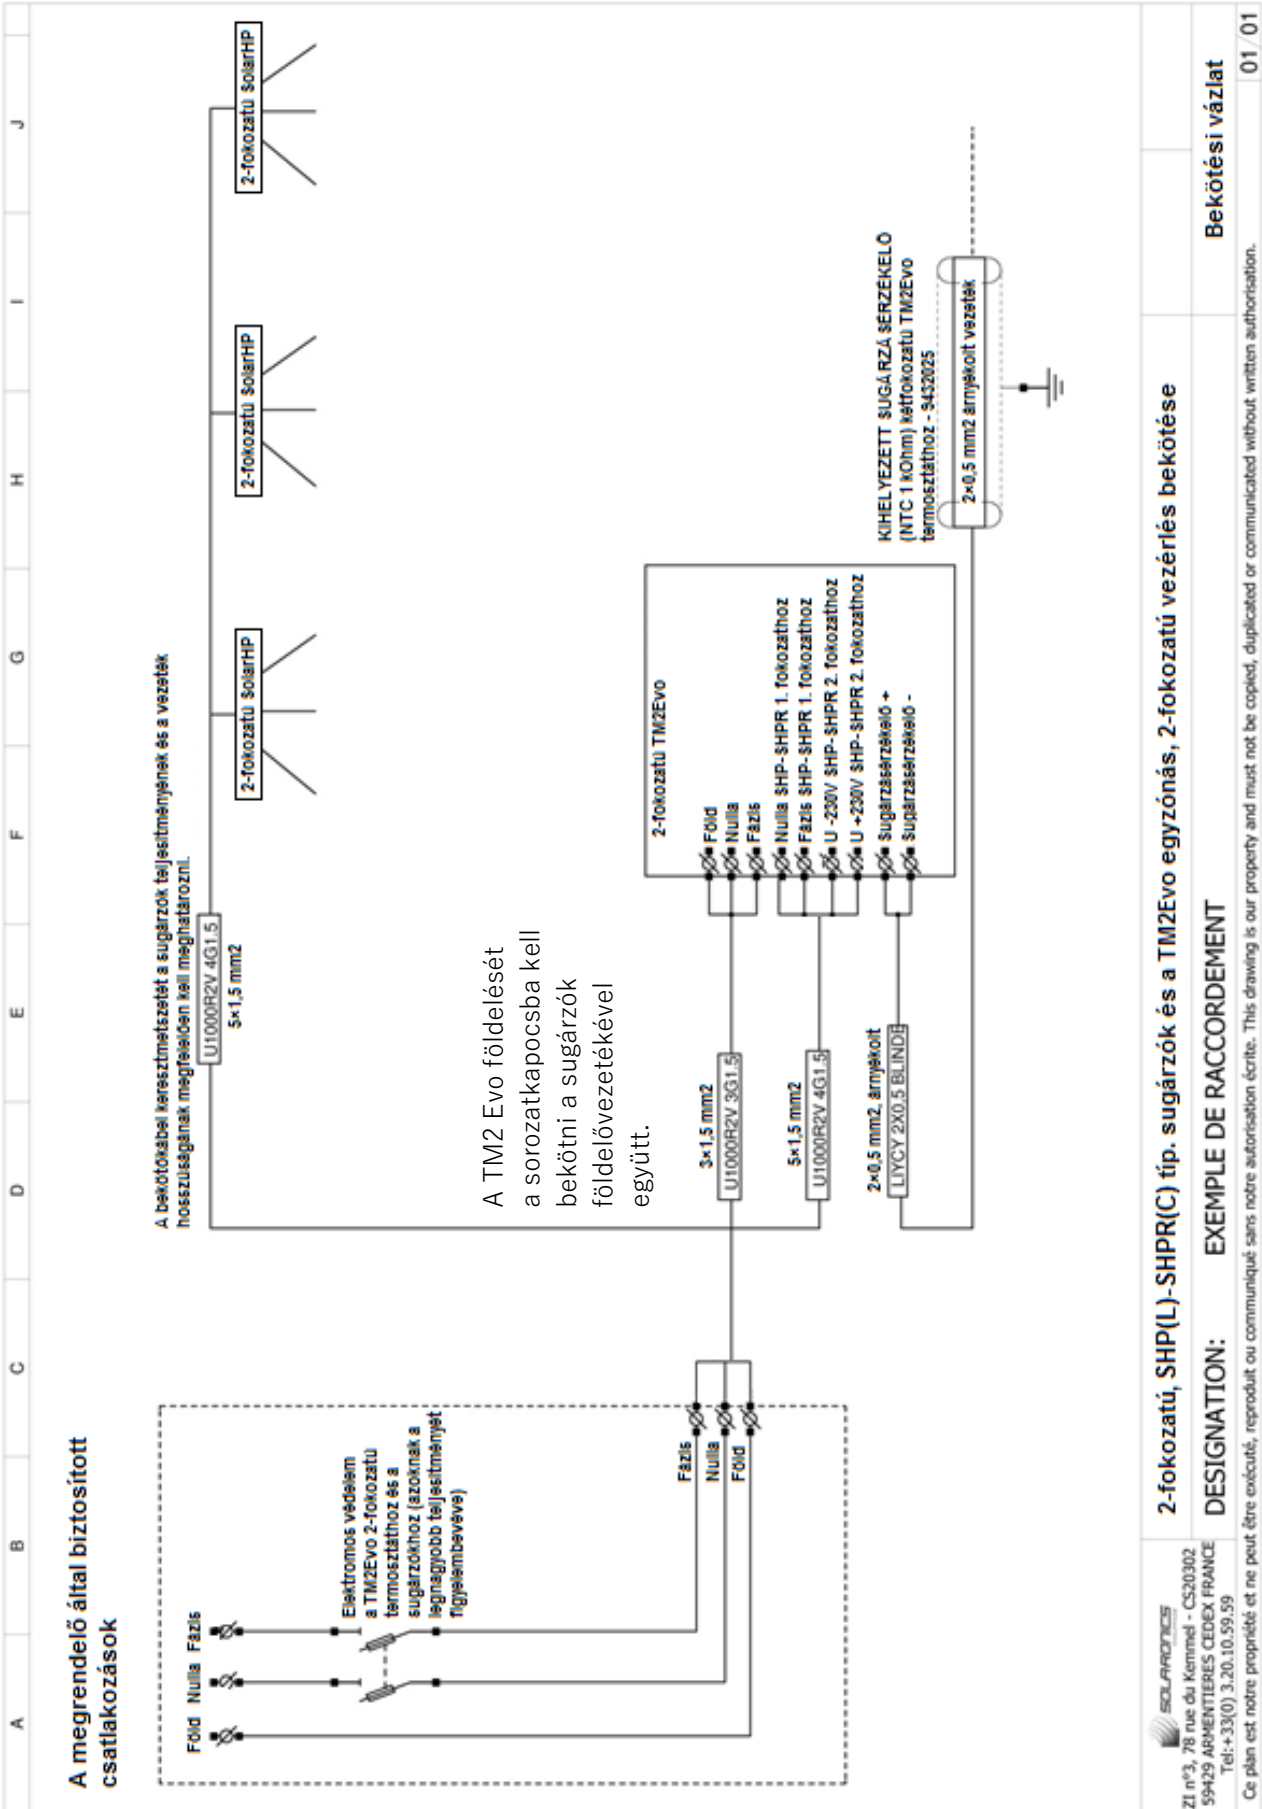 A
B
C
D
E
F
G
H
I
J
A megrendelő által biztosított
csatlakozások
Föld
Nulla
Fázis
Elektromos védelem
a TM2Evo 2-fokozatú
termosztáthoz és a
sugárzókhoz (azoknak a
legnagyobb teljesítményét
figyelembevéve)
Fázis
Nulla
Föld
A bekötőkábel keresztmetszetét a sugárzók teljesítményének és a vezeték
hosszúságának megfelelően kell meghatározni.
U1000R2V 4G1.5
5×1,5 mm2
2-fokozatú SolarHP
2-fokozatú SolarHP
2-fokozatú SolarHP
A TM2 Evo földelését
a sorozatkapocsba kell
bekötni a sugárzók
földelővezetékével
együtt.
3×1,5 mm2
U1000R2V 3G1.5
5×1,5 mm2
U1000R2V 4G1.5
2×0,5 mm2, árnyékolt
LIYCY 2X0.5 BLINDE
2-fokozatú TM2Evo
Föld
Nulla
Fázis
Nulla SHP-SHPR 1. fokozathoz
Fázis SHP-SHPR 1. fokozathoz
U -230V SHP-SHPR 2. fokozathoz
U +230V SHP-SHPR 2. fokozathoz
Sugárzásérzékelő +
Sugárzásérzékelő -
KIHELYEZETT SUGÁRZÁSÉRZÉKELŐ
(NTC 1 kOhm) kétfokozatú TM2Evo
termosztáthoz - 9432025
2×0,5 mm2 árnyékolt vezeték
SOLARONICS
ZI n°3, 78 rue du Kemmel - CS20302
59429 ARMENTIERES CEDEX FRANCE
Tel:+33(0) 3.20.10.59.59
2-fokozatú, SHP(L)-SHPR(C) típ. sugárzók és a TM2Evo egyzónás, 2-fokozatú vezérlés bekötése
DESIGNATION: EXEMPLE DE RACCORDEMENT
Bekötési vázlat
Ce plan est notre propriété et ne peut être exécuté, reproduit ou communiqué sans notre autorisation écrite. This drawing is our property and must not be copied, duplicated or communicated without written authorisation.
01/01